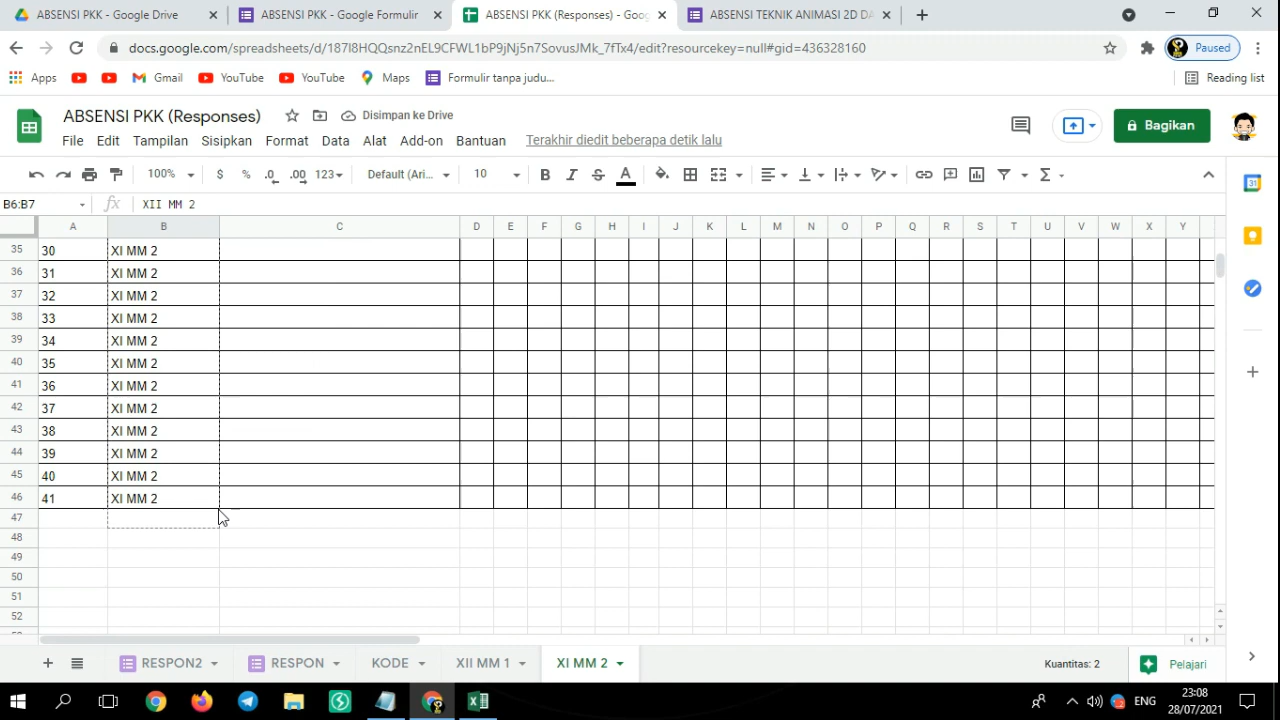 ABSENSI PKK - Google Drive
ABSENSI PKK - Google Formulir
ABSENSI PKK (Responses) - Goog
ABSENSI TEKNIK ANIMASI 2D DA
docs.google.com/spreadsheets/d/187l8HQQsnz2nEL9CFWL1bP9jNj5n7SovusJMk_7fTx4/edit?resourcekey=null#gid=436328160
Paused
Apps
Gmail
YouTube
YouTube
Maps
Formulir tanpa judu...
Reading list
ABSENSI PKK (Responses)
Disimpan ke Drive
File Edit Tampilan Sisipkan Format Data Alat Add-on Bantuan Terakhir diedit beberapa detik lalu
Bagikan
100% $ % .0 .00 123 Default (Ari... 10 B I S A Σ
B6:B7 fx XII MM 2
A B C D E F G H I J K L M N O P Q R S T U V W X Y
35 30 XI MM 2
36 31 XI MM 2
37 32 XI MM 2
38 33 XI MM 2
39 34 XI MM 2
40 35 XI MM 2
41 36 XI MM 2
42 37 XI MM 2
43 38 XI MM 2
44 39 XI MM 2
45 40 XI MM 2
46 41 XI MM 2
47
48
49
50
51
52
RESPON2 RESPON KODE XII MM 1 XI MM 2 Kuantitas: 2 Pelajari
ENG
23:08
28/07/2021